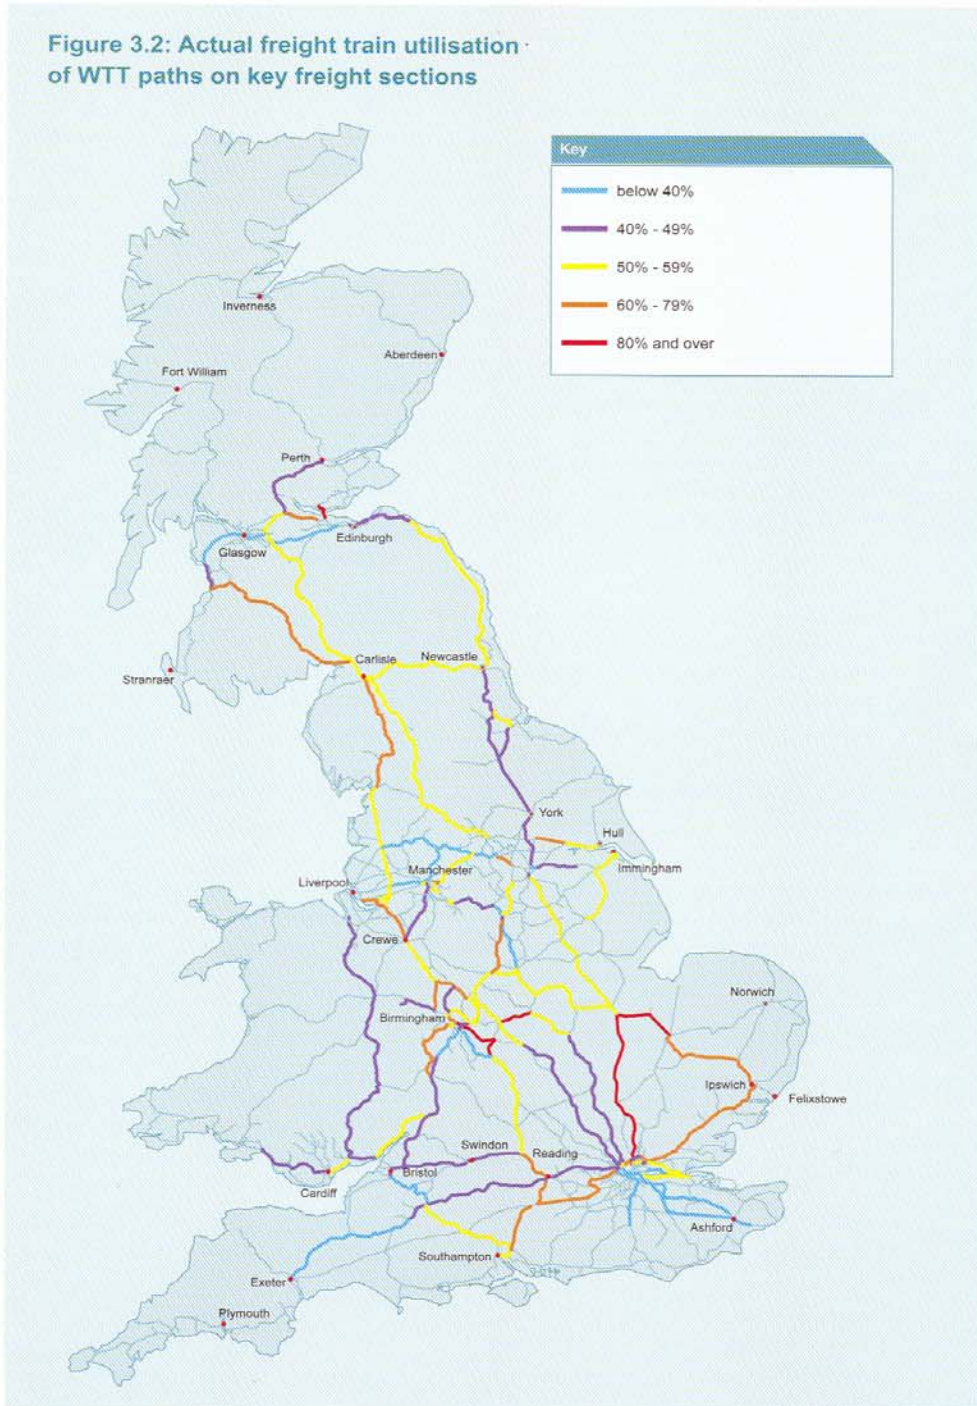 Figure 3.2: Actual freight train utilisation
of WTT paths on key freight sections
Key
below 40%
40% - 49%
50% - 59%
60% - 79%
80% and over
Inverness
Aberdeen
Fort William
Perth
Edinburgh
Glasgow
Carlisle
Newcastle
Stranraer
York
Hull
Immingham
Manchester
Liverpool
Crewe
Norwich
Birmingham
Ipswich
Felixstowe
Swindon
Reading
Bristol
Cardiff
Ashford
Southampton
Exeter
Plymouth